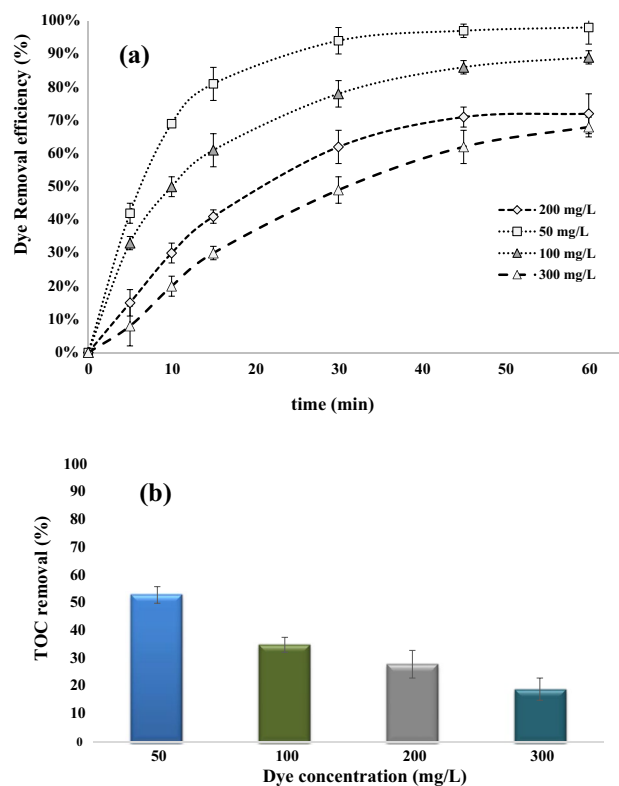 100%
90%
80%
70%
60%
50%
40%
30%
20%
10%
0%
Dye Removal efficiency (%)
(a)
200 mg/L
50 mg/L
100 mg/L
300 mg/L
0 10 20 30 40 50 60
time (min)
100
90
80
70
60
50
40
30
20
10
0
TOC removal (%)
(b)
50 100 200 300
Dye concentration (mg/L)